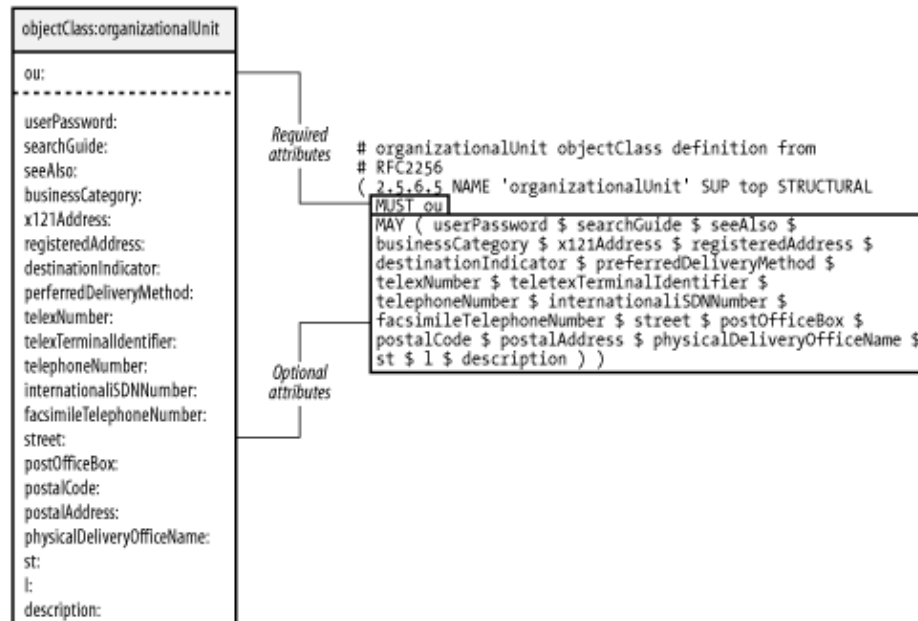 objectClass:organizationalUnit
ou:
userPassword:
searchGuide:
seeAlso:
businessCategory:
x121Address:
registeredAddress:
destinationIndicator:
perferredDeliveryMethod:
telexNumber:
telexTerminalIdentifier:
telephoneNumber:
internationaliSDNNumber:
facsimileTelephoneNumber:
street:
postOfficeBox:
postalCode:
postalAddress:
physicalDeliveryOfficeName:
st:
l:
description:
Required
attributes
Optional
attributes
# organizationalUnit objectClass definition from
# RFC2256
( 2.5.6.5 NAME 'organizationalUnit' SUP top STRUCTURAL
MUST ou
MAY ( userPassword $ searchGuide $ seeAlso $
businessCategory $ x121Address $ registeredAddress $
destinationIndicator $ preferredDeliveryMethod $
telexNumber $ teletexTerminalIdentifier $
telephoneNumber $ internationaliSDNNumber $
facsimileTelephoneNumber $ street $ postOfficeBox $
postalCode $ postalAddress $ physicalDeliveryOfficeName $
st $ l $ description ) )